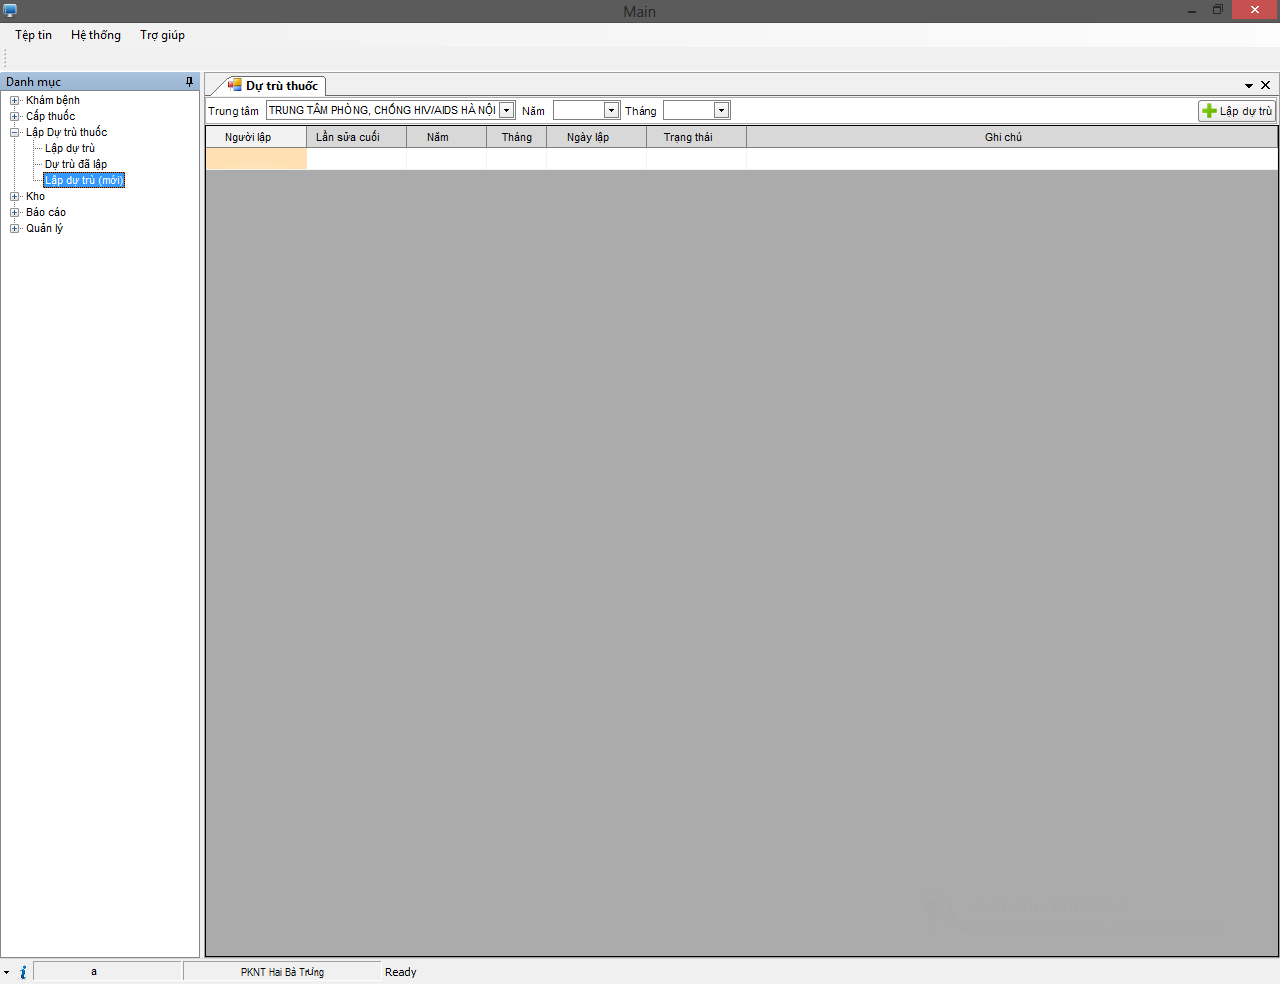 Main
Tệp tin Hệ thống Trợ giúp
Danh mục
Khám bệnh
Cấp thuốc
Lập Dự trù thuốc
Lập dự trù
Dự trù đã lập
Lập dự trù (mới)
Kho
Báo cáo
Quản lý
Dự trù thuốc
Trung tâm TRUNG TÂM PHÒNG, CHỐNG HIV/AIDS HÀ NỘI Năm Tháng Lập dự trù
Người lập Lần sửa cuối Năm Tháng Ngày lập Trạng thái Ghi chú
a PKNT Hai Bà Trưng Ready